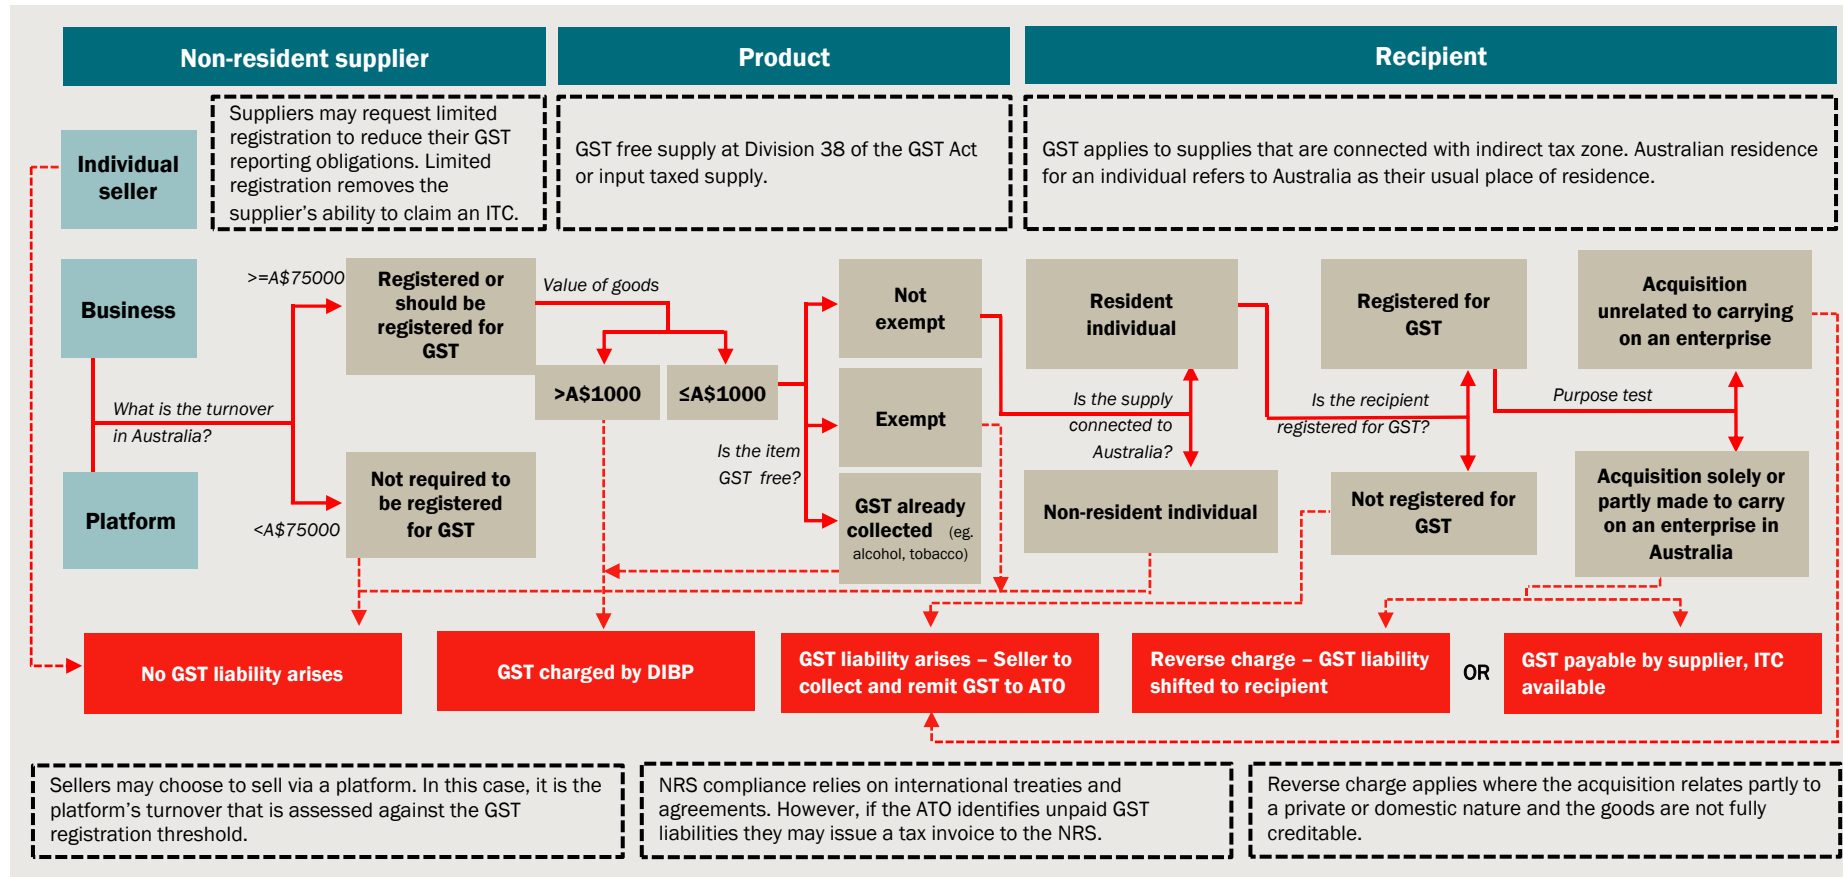 Non-resident supplier
Product
Recipient
Individual
seller
Suppliers may request limited
registration to reduce their GST
reporting obligations. Limited
registration removes the
supplier's ability to claim an ITC.
GST free supply at Division 38 of the GST Act
or input taxed supply.
GST applies to supplies that are connected with indirect tax zone. Australian residence
for an individual refers to Australia as their usual place of residence.
Business
Platform
What is the turnover
in Australia?
>=A$75000
<A$75000
Registered or
should be
registered for
GST
Not required to
be registered
for GST
Value of goods
>A$1000
≤A$1000
Is the item
GST free?
Not
exempt
Exempt
GST already
collected (eg.
alcohol, tobacco)
Is the supply
connected to
Australia?
Resident
individual
Non-resident individual
Is the recipient
registered for GST?
Registered for
GST
Not registered for
GST
Purpose test
Acquisition
unrelated to carrying
on an enterprise
Acquisition solely or
partly made to carry
on an enterprise in
Australia
No GST liability arises
GST charged by DIBP
GST liability arises – Seller to
collect and remit GST to ATO
Reverse charge – GST liability
shifted to recipient
OR
GST payable by supplier, ITC
available
Sellers may choose to sell via a platform. In this case, it is the
platform's turnover that is assessed against the GST
registration threshold.
NRS compliance relies on international treaties and
agreements. However, if the ATO identifies unpaid GST
liabilities they may issue a tax invoice to the NRS.
Reverse charge applies where the acquisition relates partly to
a private or domestic nature and the goods are not fully
creditable.